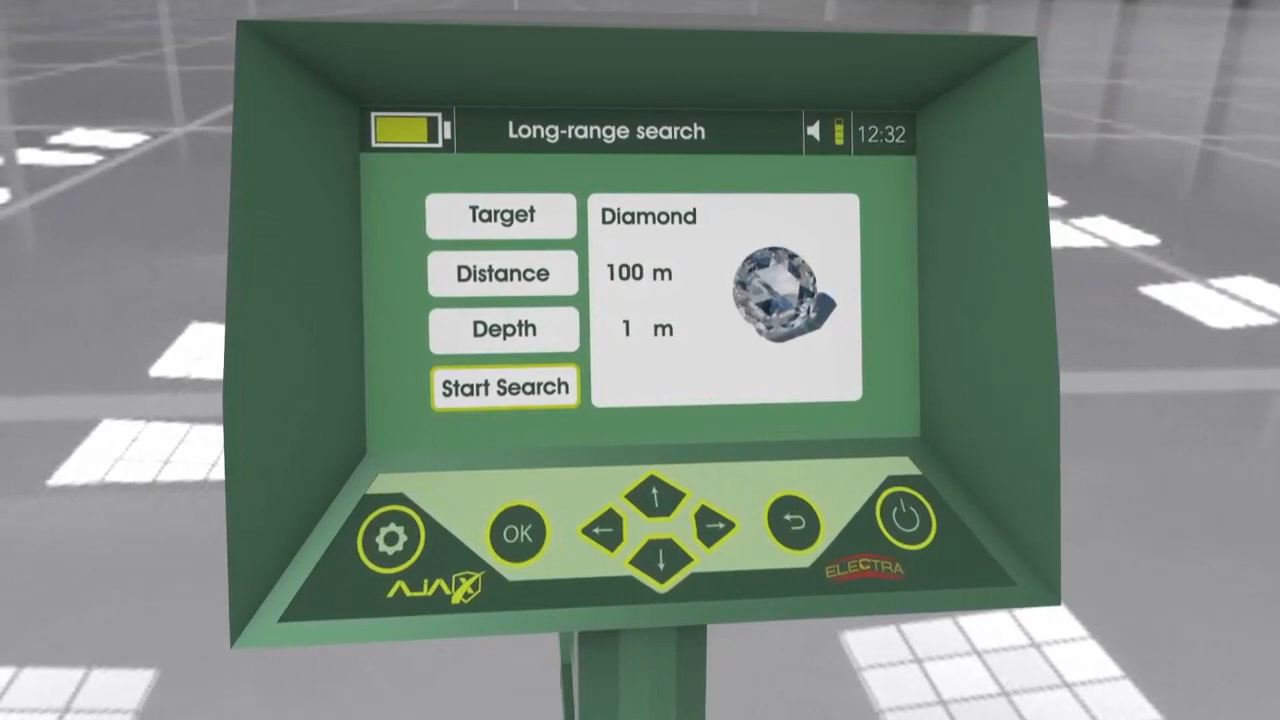 Long-range search
12:32
Target
Diamond
Distance
100 m
Depth
1 m
Start Search
OK
AJAX
ELECTRA